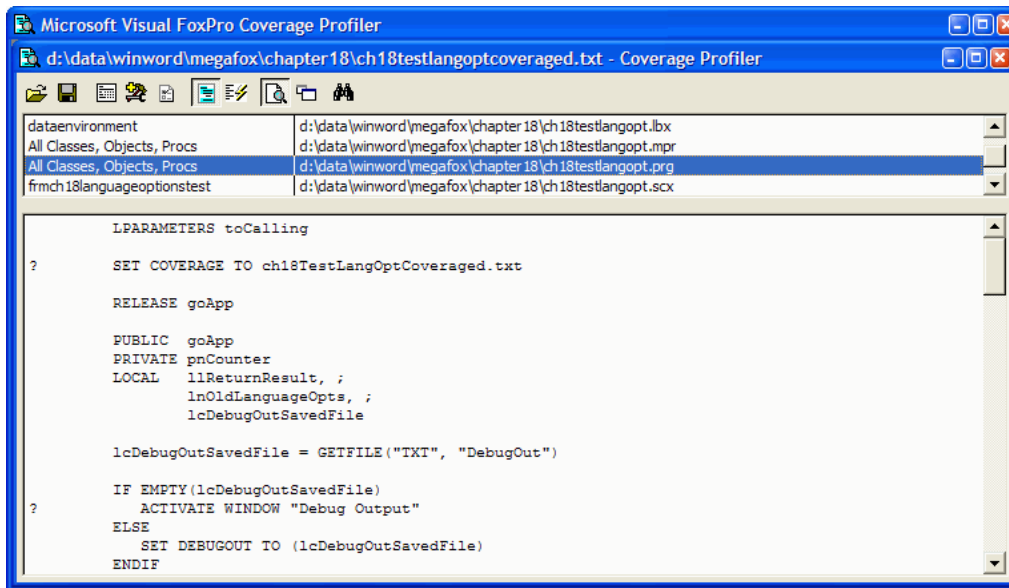 Microsoft Visual FoxPro Coverage Profiler
d:\data\winword\megafox\chapter18\ch18testlangoptcoveraged.txt - Coverage Profiler
dataenvironment d:\data\winword\megafox\chapter18\ch18testlangopt.lbx
All Classes, Objects, Procs d:\data\winword\megafox\chapter18\ch18testlangopt.mpr
All Classes, Objects, Procs d:\data\winword\megafox\chapter18\ch18testlangopt.prg
frmch18languageoptionstest d:\data\winword\megafox\chapter18\ch18testlangopt.scx
LPARAMETERS toCalling
? SET COVERAGE TO ch18TestLangOptCoveraged.txt
RELEASE goApp
PUBLIC goApp
PRIVATE pnCounter
LOCAL llReturnResult, ;
lnOldLanguageOpts, ;
lcDebugOutSavedFile
lcDebugOutSavedFile = GETFILE("TXT", "DebugOut")
IF EMPTY(lcDebugOutSavedFile)
? ACTIVATE WINDOW "Debug Output"
ELSE
SET DEBUGOUT TO (lcDebugOutSavedFile)
ENDIF